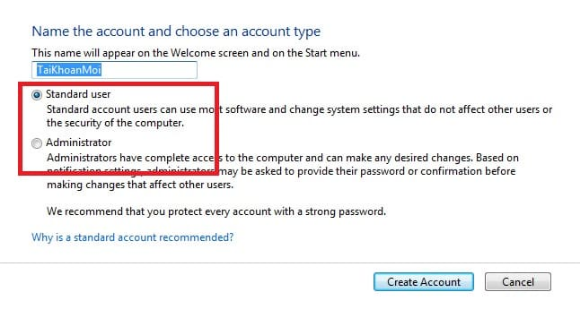 Name the account and choose an account type
This name will appear on the Welcome screen and on the Start menu.
TaiKhoanMoi
Standard user
Standard account users can use most software and change system settings that do not affect other users or
the security of the computer.
Administrator
Administrators have complete access to the computer and can make any desired changes. Based on
notification settings, administrators may be asked to provide their password or confirmation before
making changes that affect other users.
We recommend that you protect every account with a strong password.
Why is a standard account recommended?
Create Account Cancel